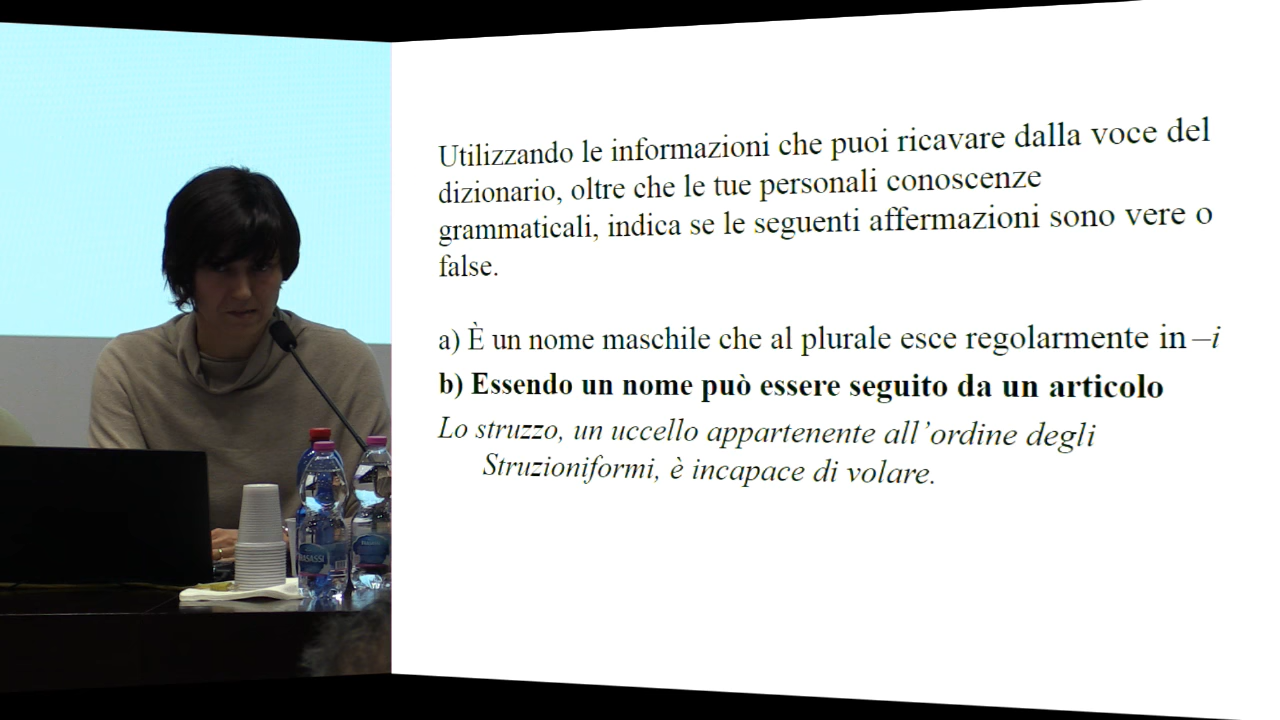 Utilizzando le informazioni che puoi ricavare dalla voce del
dizionario, oltre che le tue personali conoscenze
grammaticali, indica se le seguenti affermazioni sono vere o
false.
a) È un nome maschile che al plurale esce regolarmente in –i
b) Essendo un nome può essere seguito da un articolo
Lo struzzo, un uccello appartenente all’ordine degli
Struzioniformi, è incapace di volare.